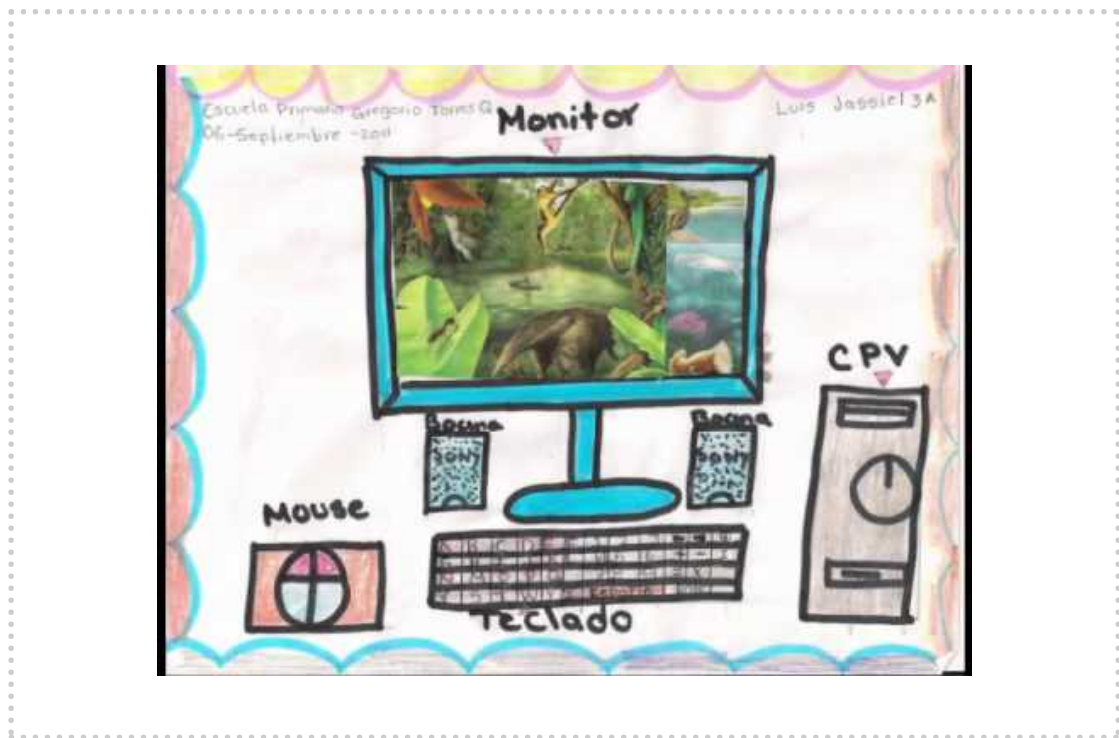 Escuela Primaria Gregorio Torres Q
06-Septiembre-2011
Luis Jassiel 3A
Monitor
CPV
Bocina
Bocina
SONY
SONY
Mouse
Teclado